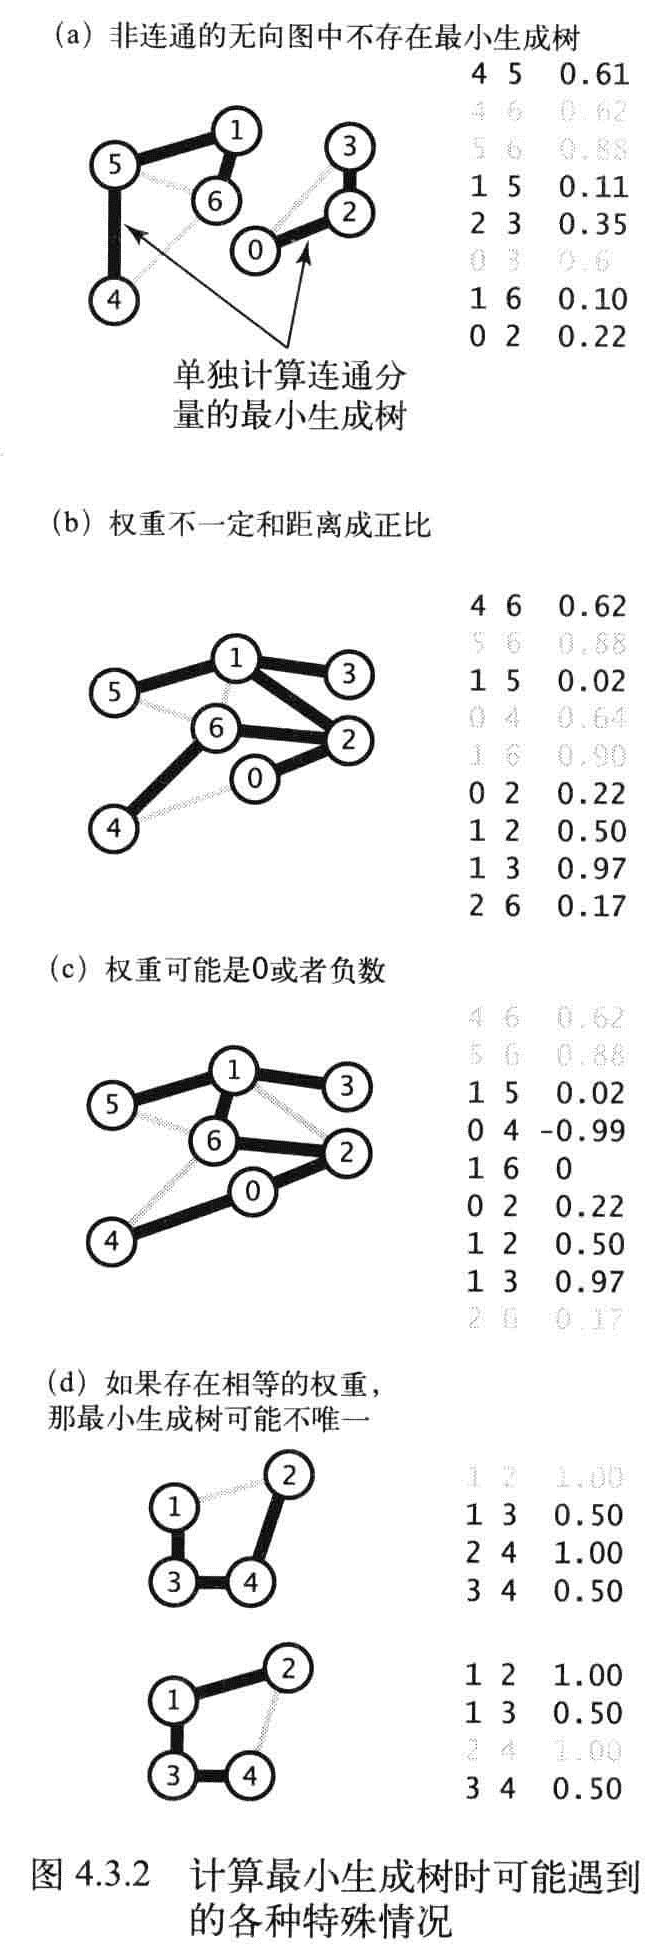 (a) 非连通的无向图中不存在最小生成树
4 5 0.61
4 6 0.62
5 6 0.88
1 5 0.11
2 3 0.35
0 3 0.6
1 6 0.10
0 2 0.22
1
5
3
6
2
0
4
单独计算连通分
量的最小生成树
(b) 权重不一定和距离成正比
4 6 0.62
5 6 0.88
1 5 0.02
0 4 0.64
1 6 0.90
0 2 0.22
1 2 0.50
1 3 0.97
2 6 0.17
1
5
3
6
2
0
4
(c) 权重可能是0或者负数
4 6 0.62
5 6 0.88
1 5 0.02
0 4 -0.99
1 6 0
0 2 0.22
1 2 0.50
1 3 0.97
2 6 0.17
1
5
3
6
2
0
4
(d) 如果存在相等的权重,
那最小生成树可能不唯一
1 2 1.00
1 3 0.50
2 4 1.00
3 4 0.50
2
1
3
4
1 2 1.00
1 3 0.50
2 4 1.00
3 4 0.50
2
1
3
4
图 4.3.2 计算最小生成树时可能遇到
的各种特殊情况